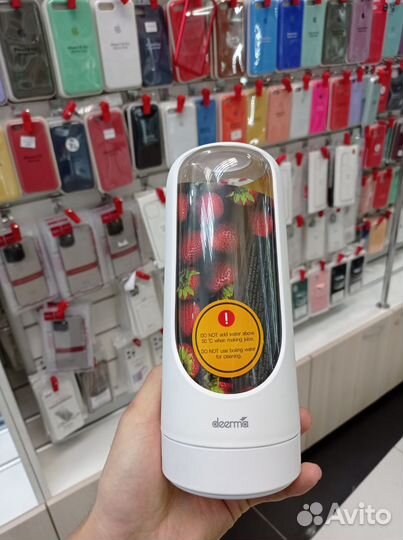 DO NOT add water above
50 °C when making juice.
DO NOT use boiling water
for cleaning.
deerma
Avito